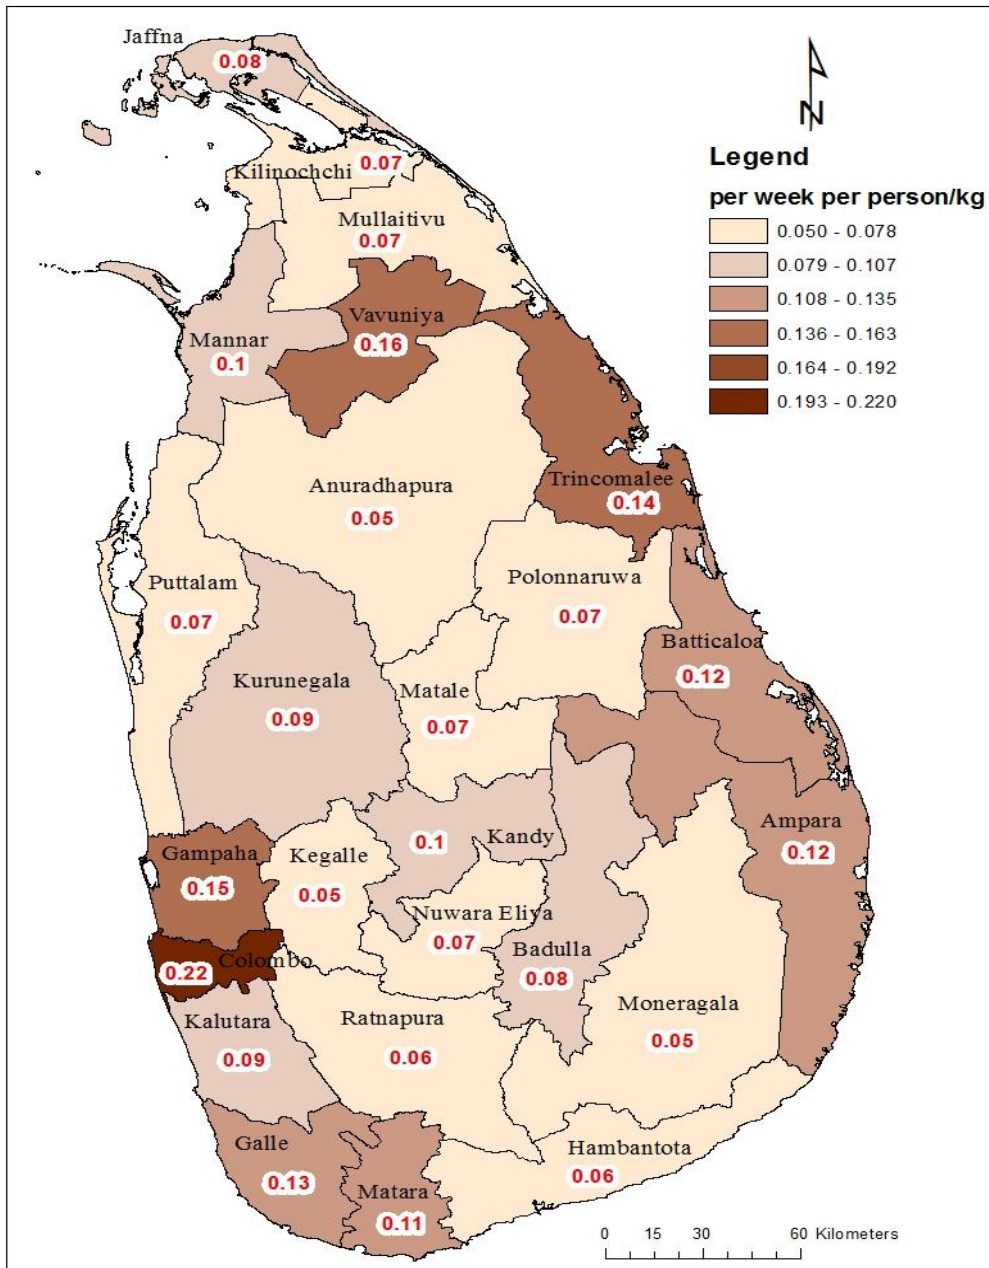 Jaffna
0.08
N
Legend
per week per person/kg
0.050 - 0.078
0.079 - 0.107
0.108 - 0.135
0.136 - 0.163
0.164 - 0.192
0.193 - 0.220
Kilinochchi
0.07
Mullaitivu
0.07
Vavuniya
0.16
Mannar
0.1
Anuradhapura
0.05
Trincomalee
0.14
Puttalam
0.07
Polonnaruwa
0.07
Batticaloa
0.12
Kurunegala
0.09
Matale
0.07
Gampaha
0.15
Kegalle
0.05
0.1
Kandy
Ampara
0.12
Nuwara Eliya
0.07
Colombo
0.22
Badulla
0.08
Moneragala
0.05
Kalutara
0.09
Ratnapura
0.06
Galle
0.13
Matara
0.11
Hambantota
0.06
0 15 30 60 Kilometers